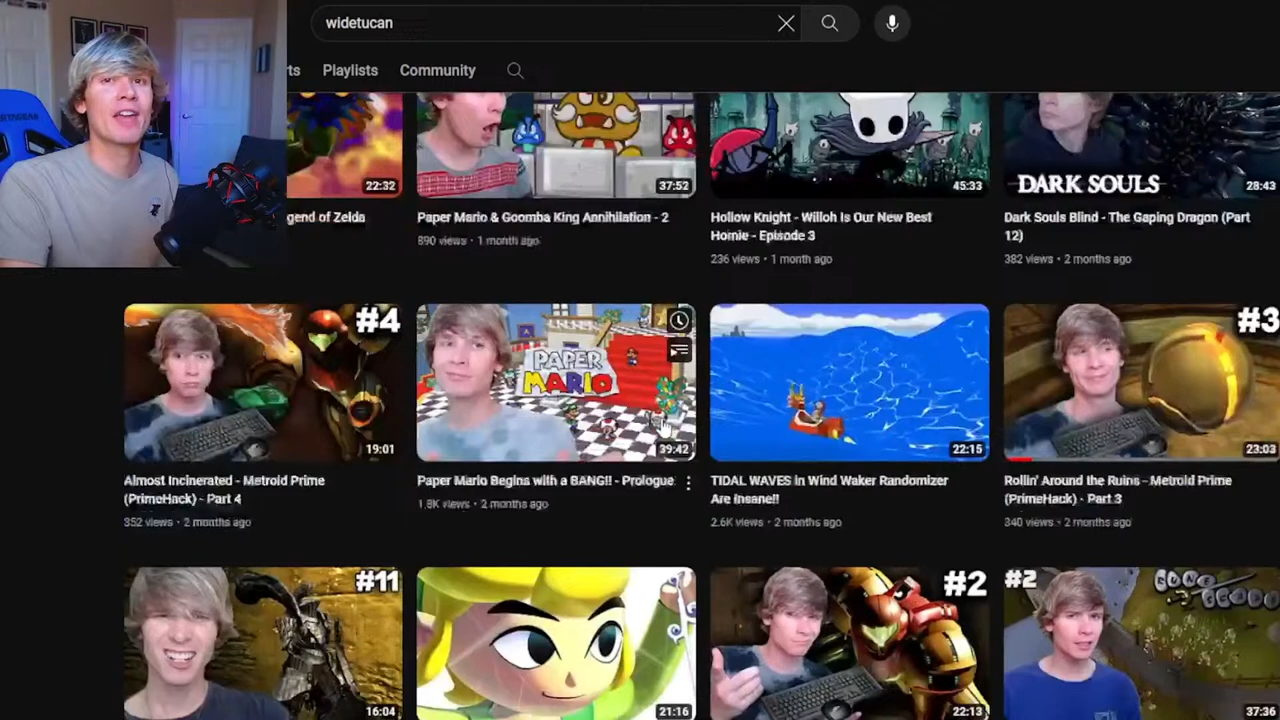 widetucan
ts Playlists Community
22:32
37:52
45:33
DARK SOULS
28:43
gend of Zelda
Paper Mario & Goomba King Annihilation - 2
890 views • 1 month ago
Hollow Knight - Willoh Is Our New Best
Homie - Episode 3
236 views • 1 month ago
Dark Souls Blind - The Gaping Dragon (Part
12)
382 views • 2 months ago
#4
19:01
PAPER
MARIO
39:42
22:15
#3
23:03
Almost Incinerated - Metroid Prime
(PrimeHack) - Part 4
352 views • 2 months ago
Paper Mario Begins with a BANG!! - Prologue
1.8K views • 2 months ago
TIDAL WAVES in Wind Waker Randomizer
Are Insane!!
2.6K views • 2 months ago
Rollin' Around the Ruins - Metroid Prime
(PrimeHack) - Part 3
340 views • 2 months ago
#11
16:04
21:16
#2
22:13
#2
37:36